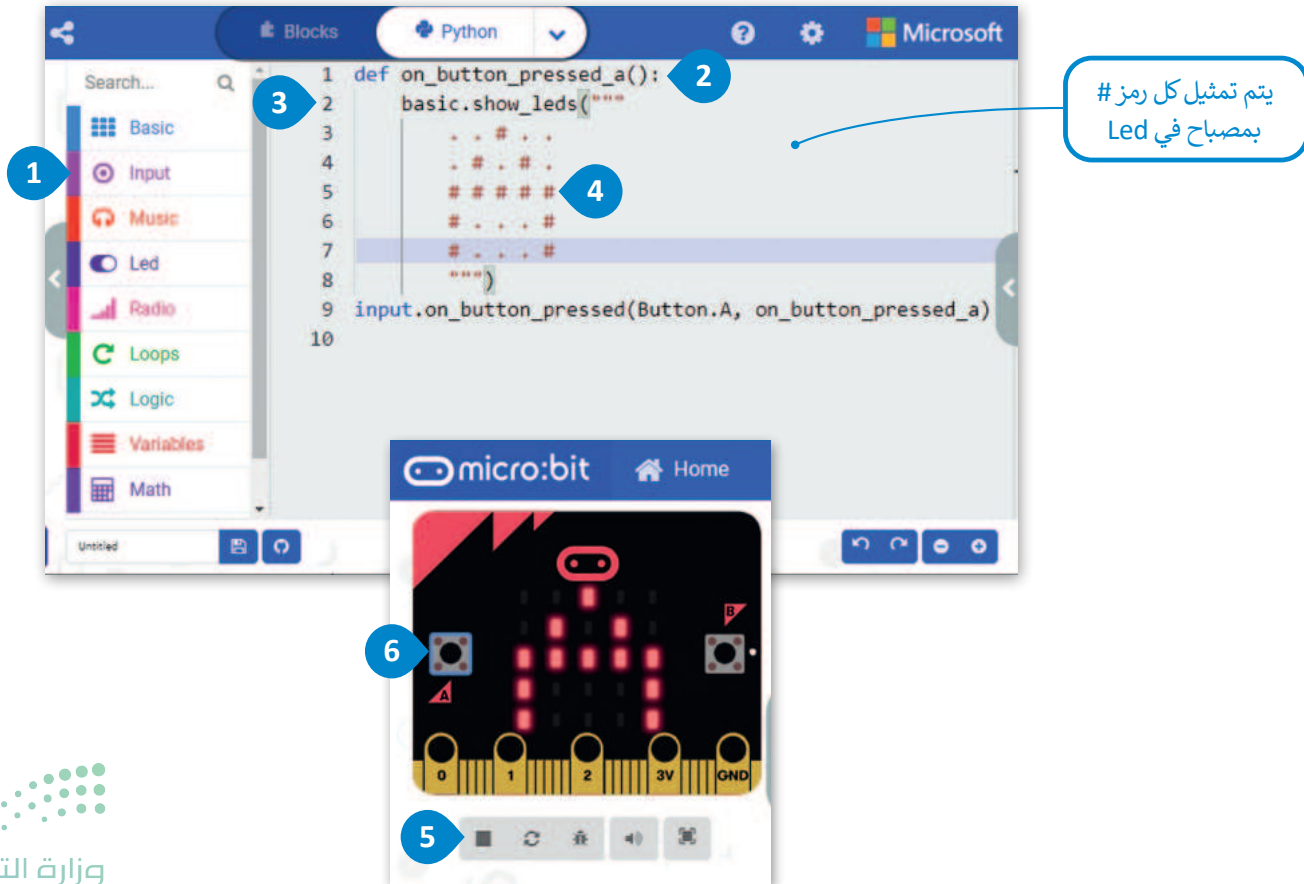 Blocks
Python
Microsoft
Search...
Basic
Input
Music
Led
Radio
Loops
Logic
Variables
Math
1 def on_button_pressed_a():
2 basic.show_leds("""
3 . . # . .
4 . # . # .
5 # # # # #
6 # . . . #
7 # . . . #
8 """)
9 input.on_button_pressed(Button.A, on_button_pressed_a)
10
1
2
3
4
يتم تمثيل كل رمز #
بمصباح في Led
Untitled
micro:bit
Home
A
B
0 1 2 3V GND
6
5